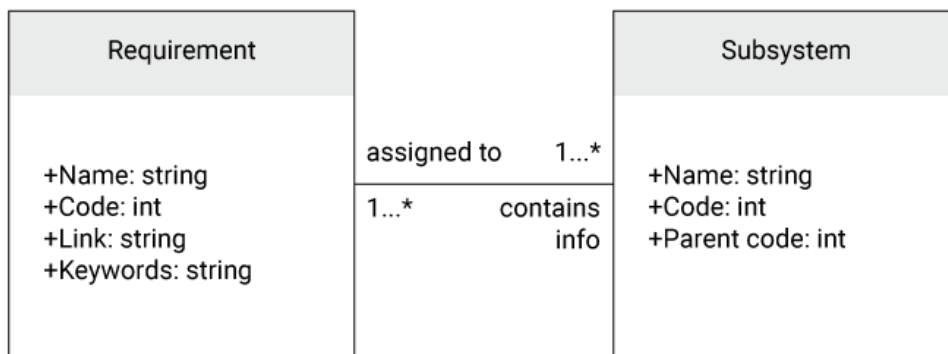 Requirement
+Name: string
+Code: int
+Link: string
+Keywords: string
assigned to 1...*
1...* contains
info
Subsystem
+Name: string
+Code: int
+Parent code: int